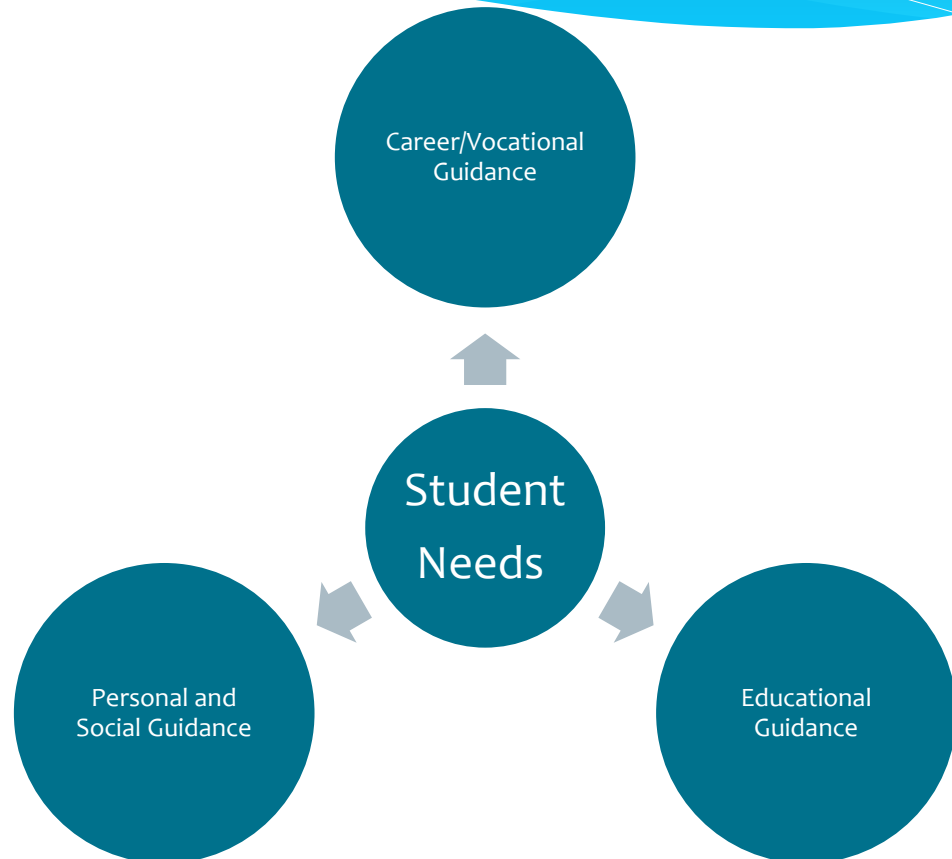 Career/Vocational
Guidance
Student
Needs
Personal and
Social Guidance
Educational
Guidance